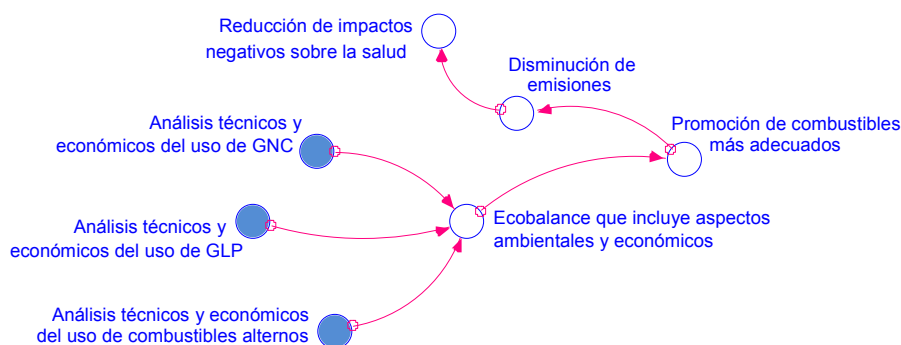 Reducción de impactos
negativos sobre la salud
Disminución de
emisiones
Análisis técnicos y
económicos del uso de GNC
Promoción de combustibles
más adecuados
Análisis técnicos y
económicos del uso de GLP
Ecobalance que incluye aspectos
ambientales y económicos
Análisis técnicos y económicos
del uso de combustibles alternos